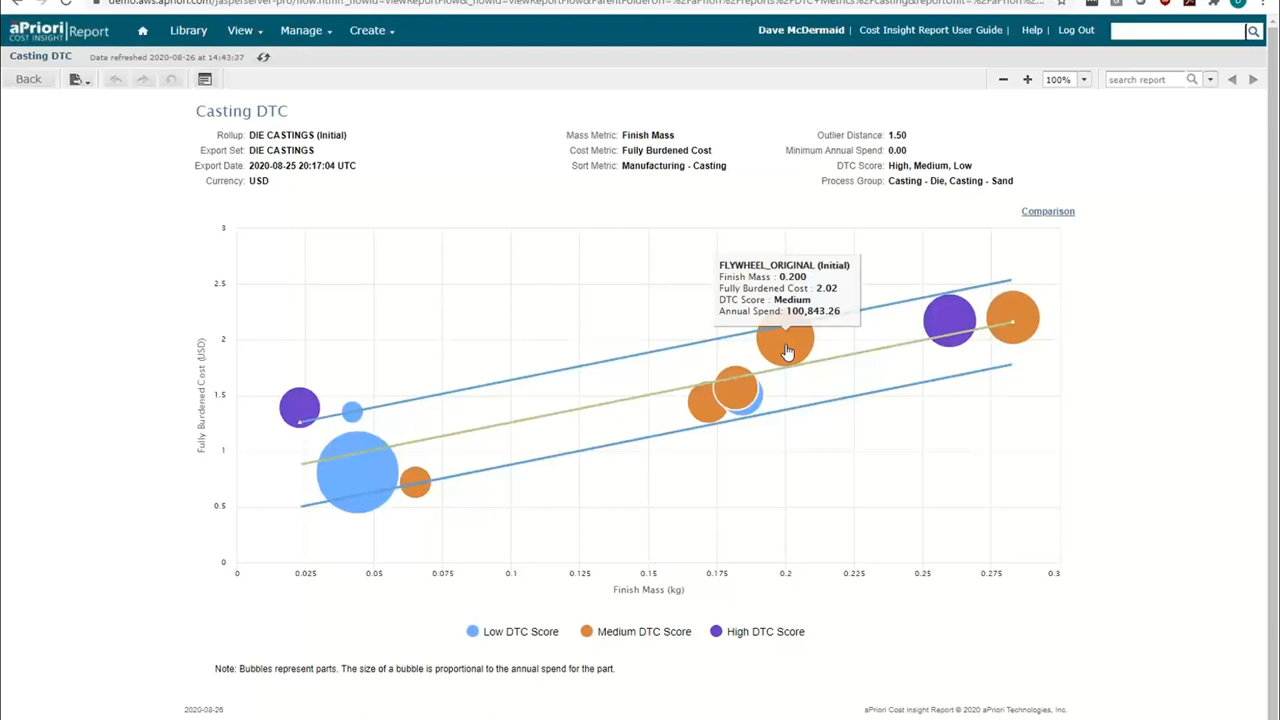 aPriori Report
COST INSIGHT
Library View Manage Create
Dave McDermaid Cost Insight Report User Guide Help Log Out
Casting DTC Data refreshed 2020-08-26 at 14:43:37
Back 100% search report
Casting DTC
Rollup: DIE CASTINGS (Initial) Mass Metric: Finish Mass Outlier Distance: 1.50
Export Set: DIE CASTINGS Cost Metric: Fully Burdened Cost Minimum Annual Spend: 0.00
Export Date: 2020-08-25 20:17:04 UTC Sort Metric: Manufacturing - Casting DTC Score: High, Medium, Low
Currency: USD Process Group: Casting - Die, Casting - Sand
Comparison
Fully Burdened Cost (USD)
3
2.5
2
1.5
1
0.5
0
FLYWHEEL_ORIGINAL (Initial)
Finish Mass : 0.200
Fully Burdened Cost : 2.02
DTC Score : Medium
Annual Spend: 100,843.26
0 0.025 0.05 0.075 0.1 0.125 0.15 0.175 0.2 0.225 0.25 0.275 0.3
Finish Mass (kg)
Low DTC Score Medium DTC Score High DTC Score
Note: Bubbles represent parts. The size of a bubble is proportional to the annual spend for the part.
2020-08-26 aPriori Cost Insight Report © 2020 aPriori Technologies, Inc.